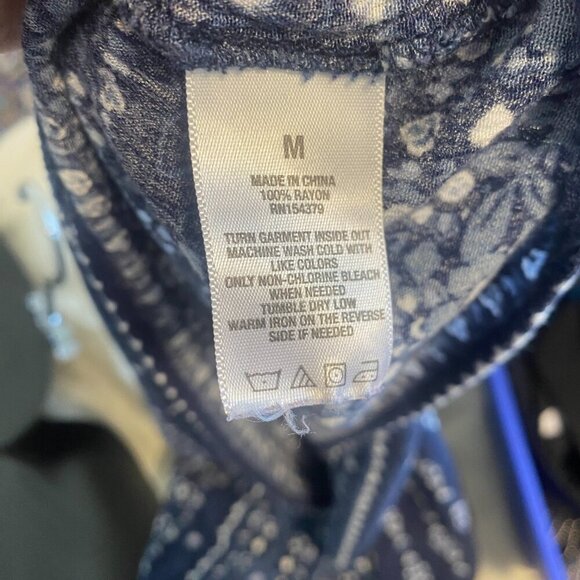 M
MADE IN CHINA
100% RAYON
RN154379
TURN GARMENT INSIDE OUT
MACHINE WASH COLD WITH
LIKE COLORS
ONLY NON-CHLORINE BLEACH
WHEN NEEDED
TUMBLE DRY LOW
WARM IRON ON THE REVERSE
SIDE IF NEEDED